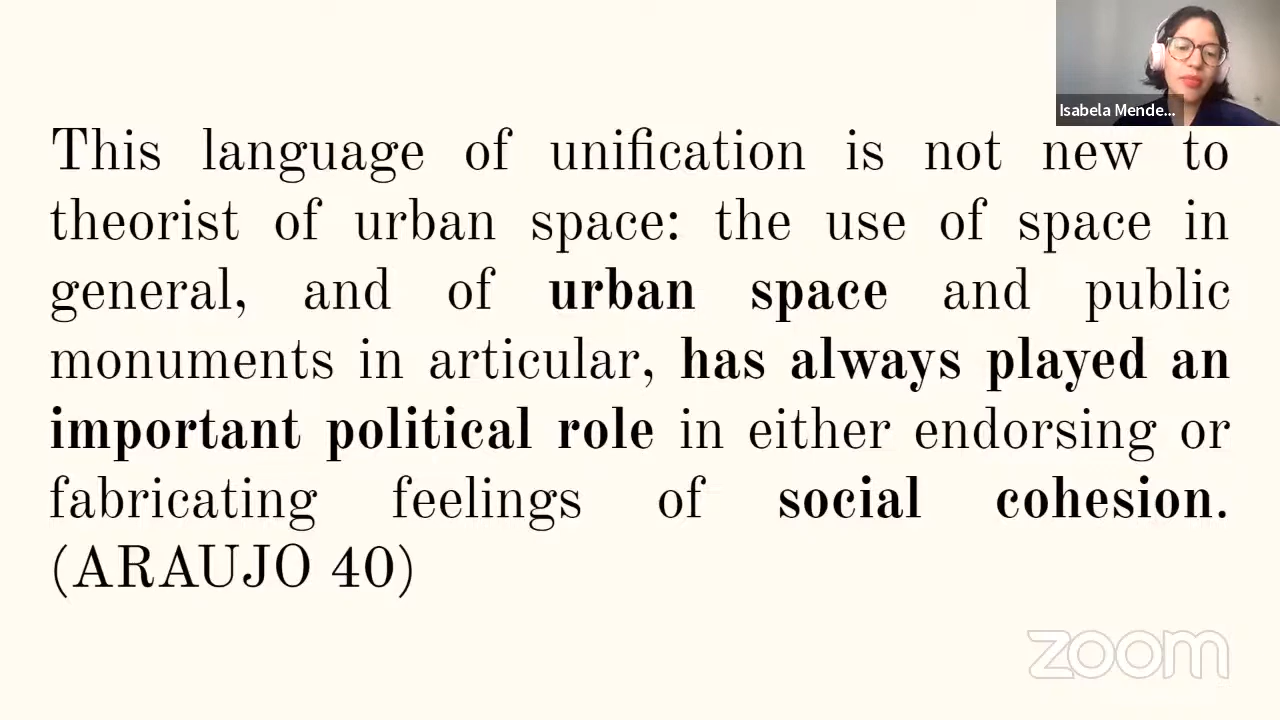 Isabela Mende...
This language of unification is not new to
theorist of urban space: the use of space in
general, and of urban space and public
monuments in articular, has always played an
important political role in either endorsing or
fabricating feelings of social cohesion.
(ARAUJO 40)
zoom